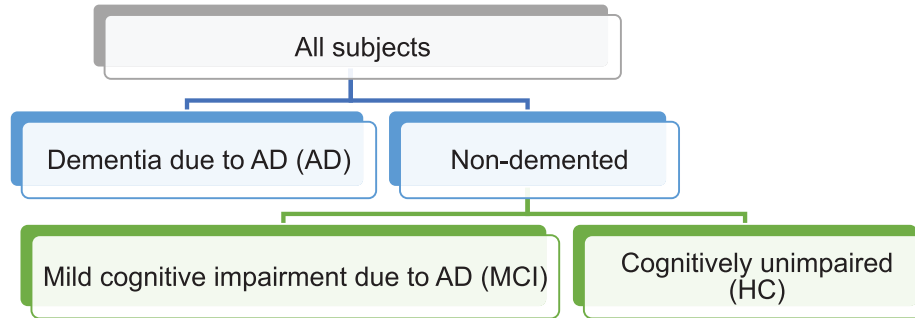 All subjects
Dementia due to AD (AD)
Non-demented
Mild cognitive impairment due to AD (MCI)
Cognitively unimpaired
(HC)